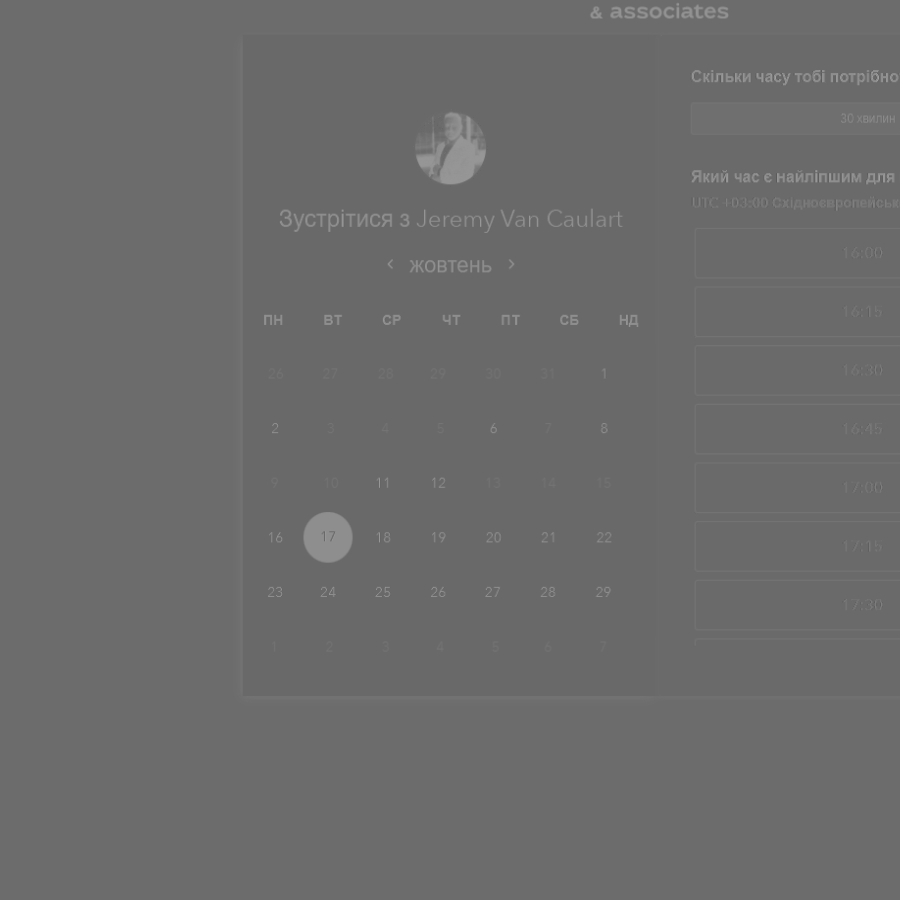 & associates
Зустрітися з Jeremy Van Caulart
жовтень
ПН ВТ СР ЧТ ПТ СБ НД
26 27 28 29 30 31 1
2 3 4 5 6 7 8
9 10 11 12 13 14 15
16 17 18 19 20 21 22
23 24 25 26 27 28 29
1 2 3 4 5 6 7
Скільки часу тобі потрібно
30 хвилин
Який час є найліпшим для
UTC +03:00 Східноєвропейськ
16:00
16:15
16:30
16:45
17:00
17:15
17:30